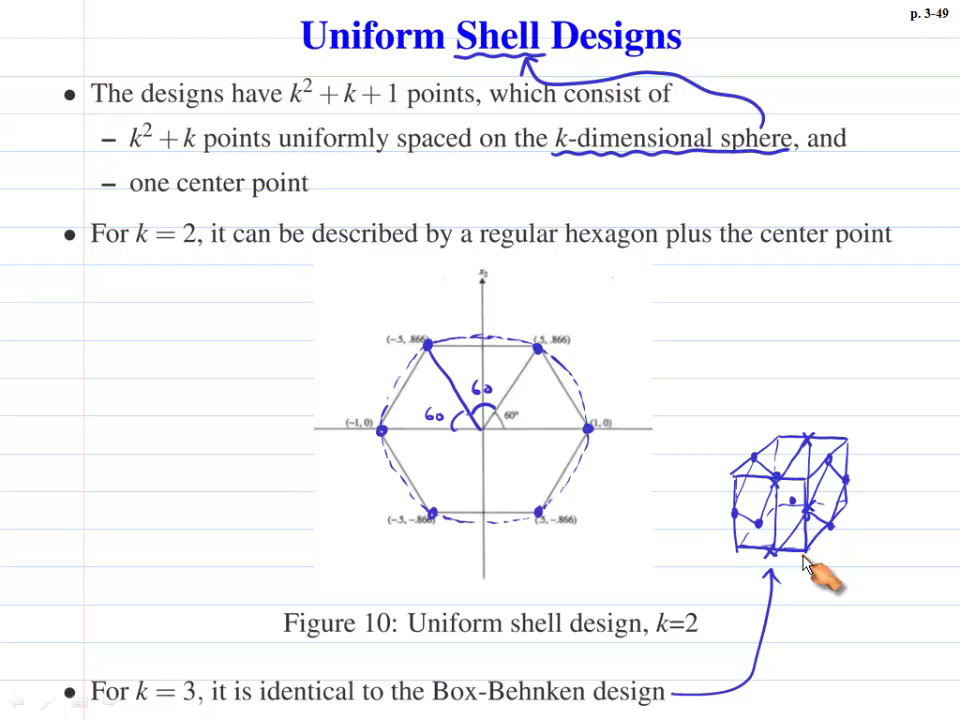 p. 3-49
Uniform Shell Designs
• The designs have k² + k + 1 points, which consist of
– k² + k points uniformly spaced on the k-dimensional sphere, and
– one center point
• For k = 2, it can be described by a regular hexagon plus the center point
x₂
(−.5, .866) (.5, .866)
60
60 60°
(−1, 0) (1, 0)
(−.5, −.866) (.5, −.866)
Figure 10: Uniform shell design, k=2
• For k = 3, it is identical to the Box-Behnken design